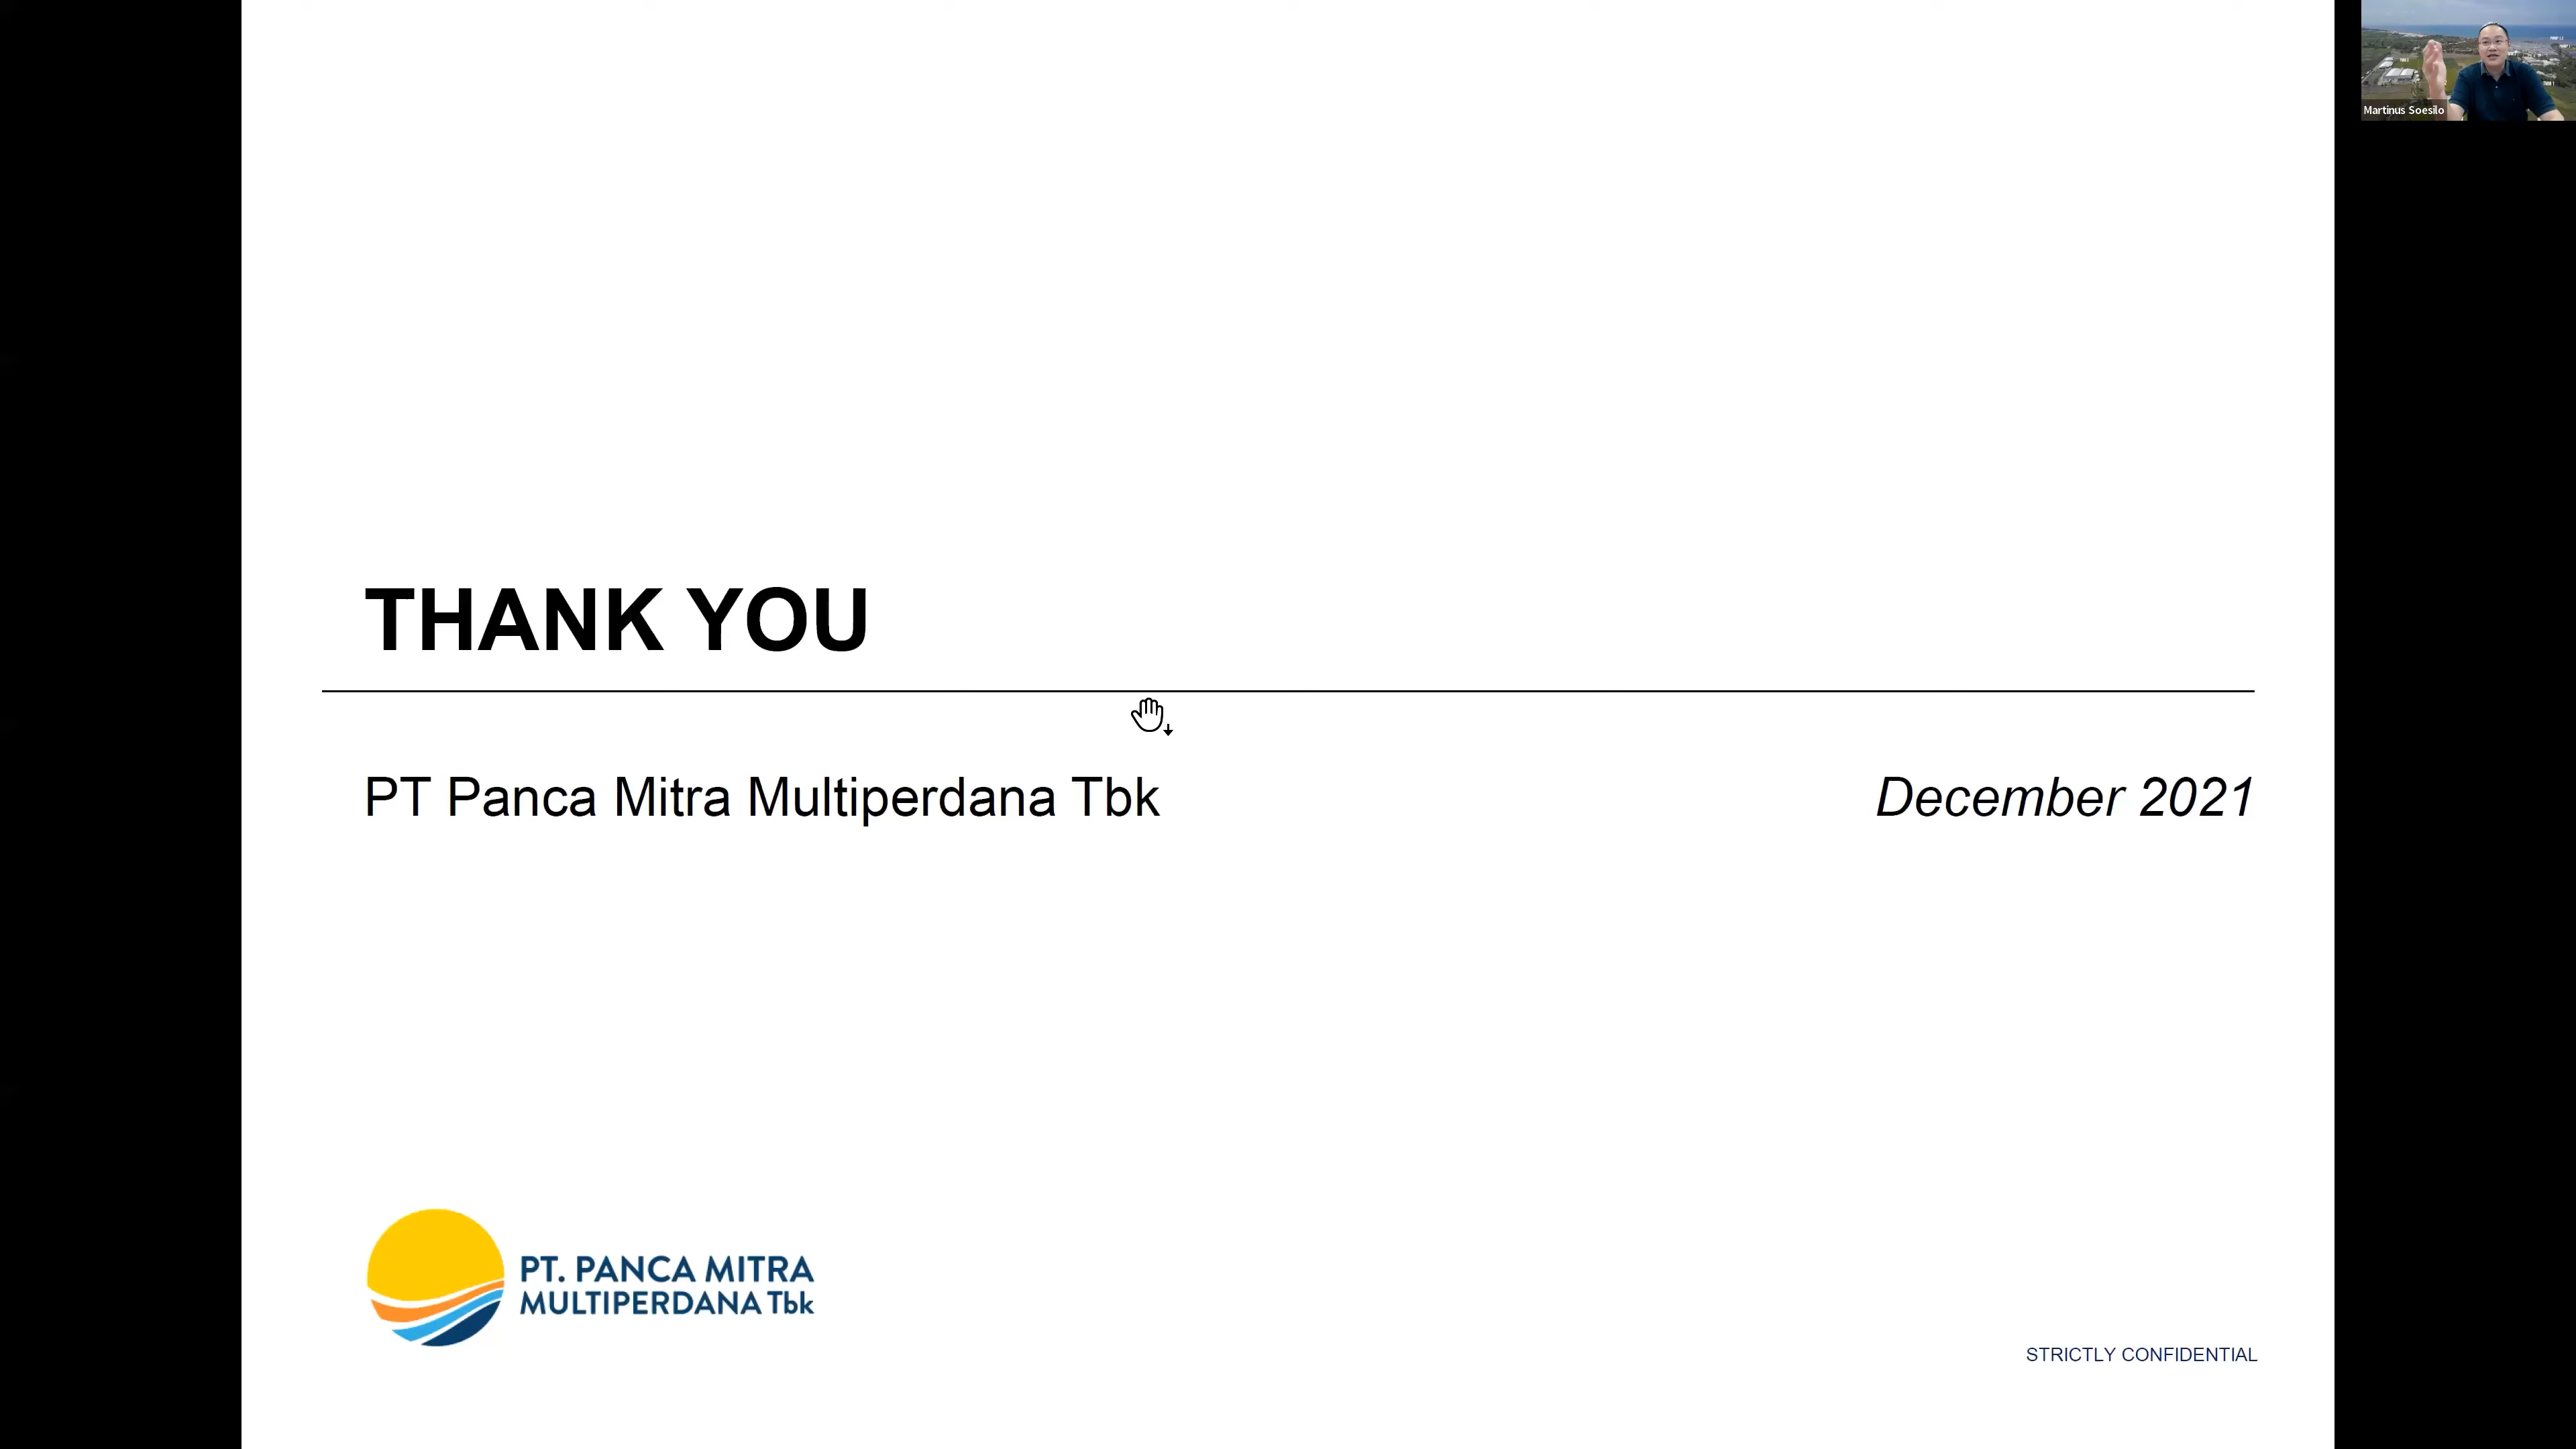 Martinus Soesilo
THANK YOU
PT Panca Mitra Multiperdana Tbk
December 2021
PT. PANCA MITRA
MULTIPERDANA Tbk
STRICTLY CONFIDENTIAL